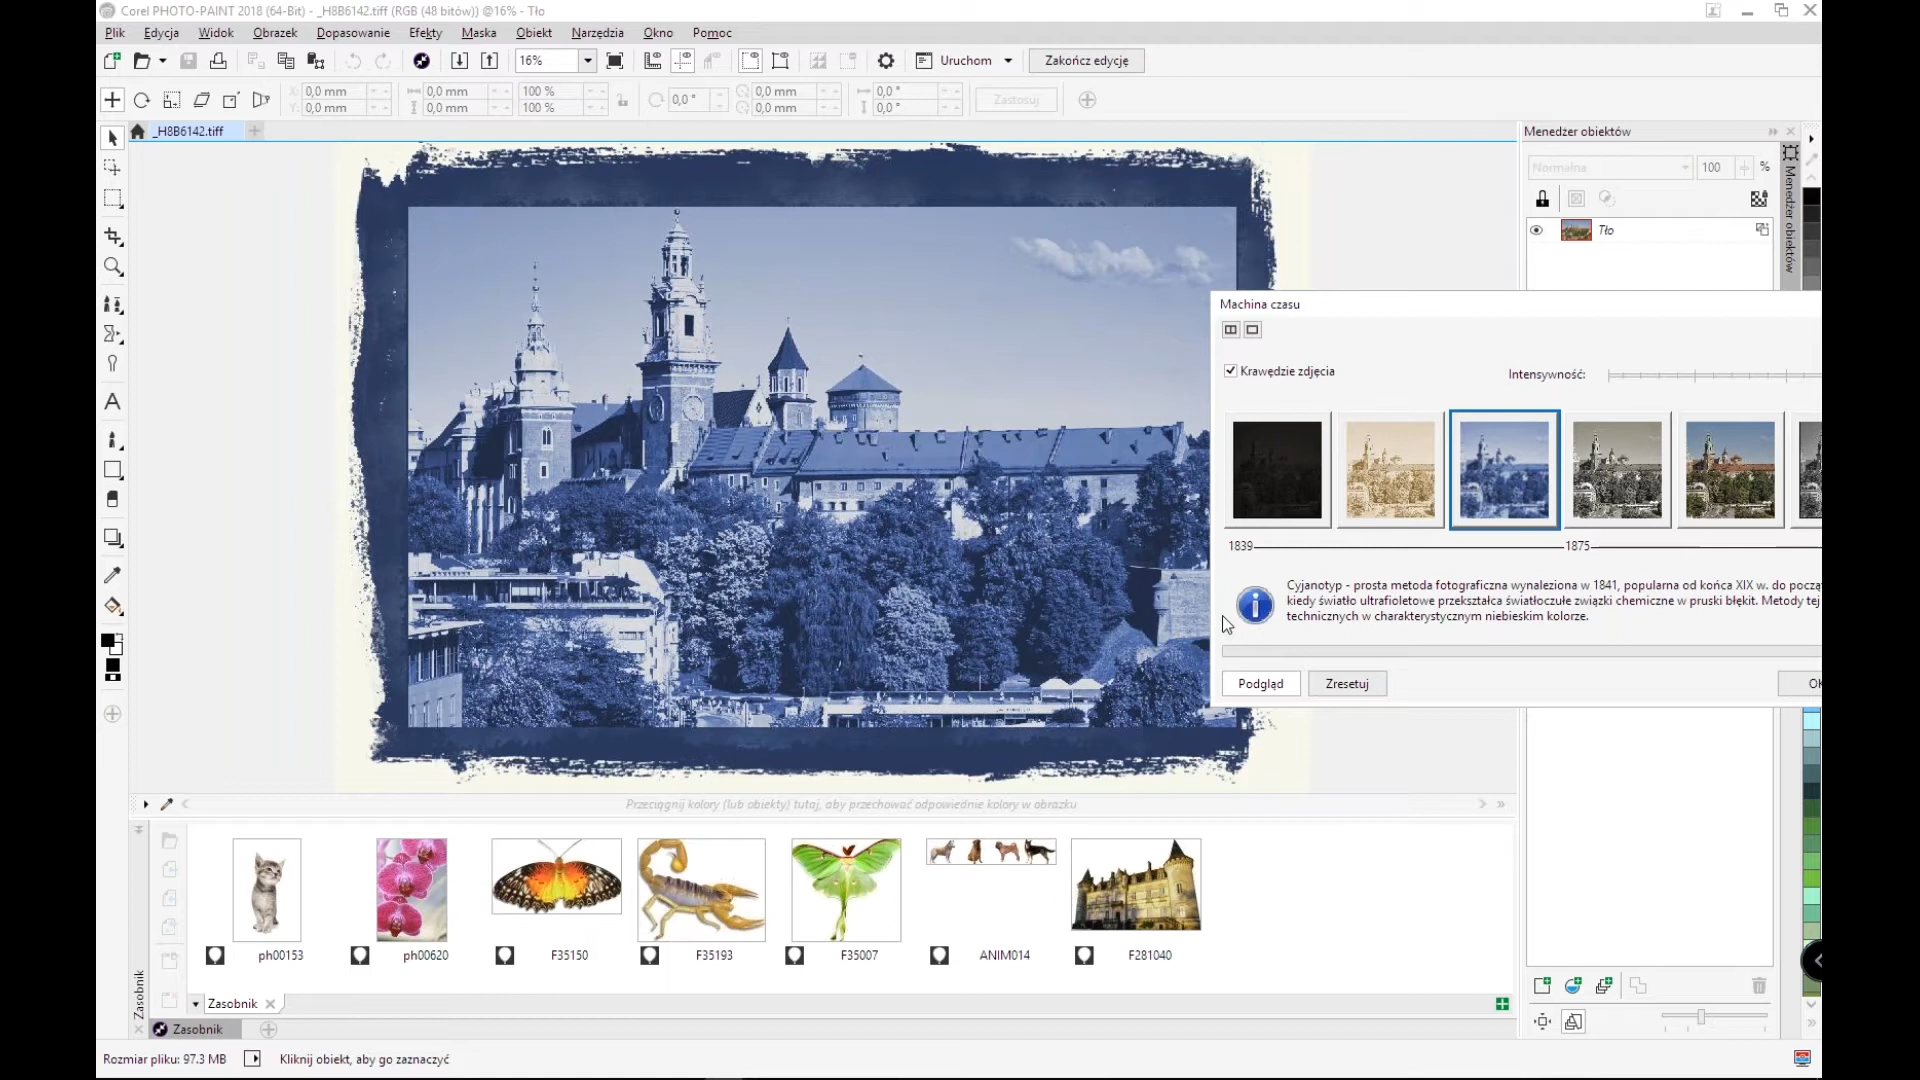 Corel PHOTO-PAINT 2018 (64-Bit) - _H8B6142.tiff (RGB (48 bitów)) @16% - Tło
Plik Edycja Widok Obrazek Dopasowanie Efekty Maska Obiekt Narzędzia Okno Pomoc
16% Uruchom Zakończ edycję
X: 0,0 mm 0,0 mm 100 % 0,0 ° 0,0 mm 0,0 ° Zastosuj
Y: 0,0 mm 0,0 mm 100 % 0,0 mm 0,0 °
_H8B6142.tiff
Menedżer obiektów
Normalna 100 %
Tło
Menedżer obiektów
Machina czasu
Krawędzie zdjęcia
Intensywność:
1839 1875
Cyjanotyp - prosta metoda fotograficzna wynaleziona w 1841, popularna od końca XIX w. do począt
kiedy światło ultrafioletowe przekształca światłoczułe związki chemiczne w pruski błękit. Metody tej
technicznych w charakterystycznym niebieskim kolorze.
Podgląd Zresetuj OK
Przeciągnij kolory (lub obiekty) tutaj, aby przechować odpowiednie kolory w obrazku
ph00153 ph00620 F35150 F35193 F35007 ANIM014 F281040
Zasobnik
Zasobnik
Zasobnik
Rozmiar pliku: 97.3 MB Kliknij obiekt, aby go zaznaczyć